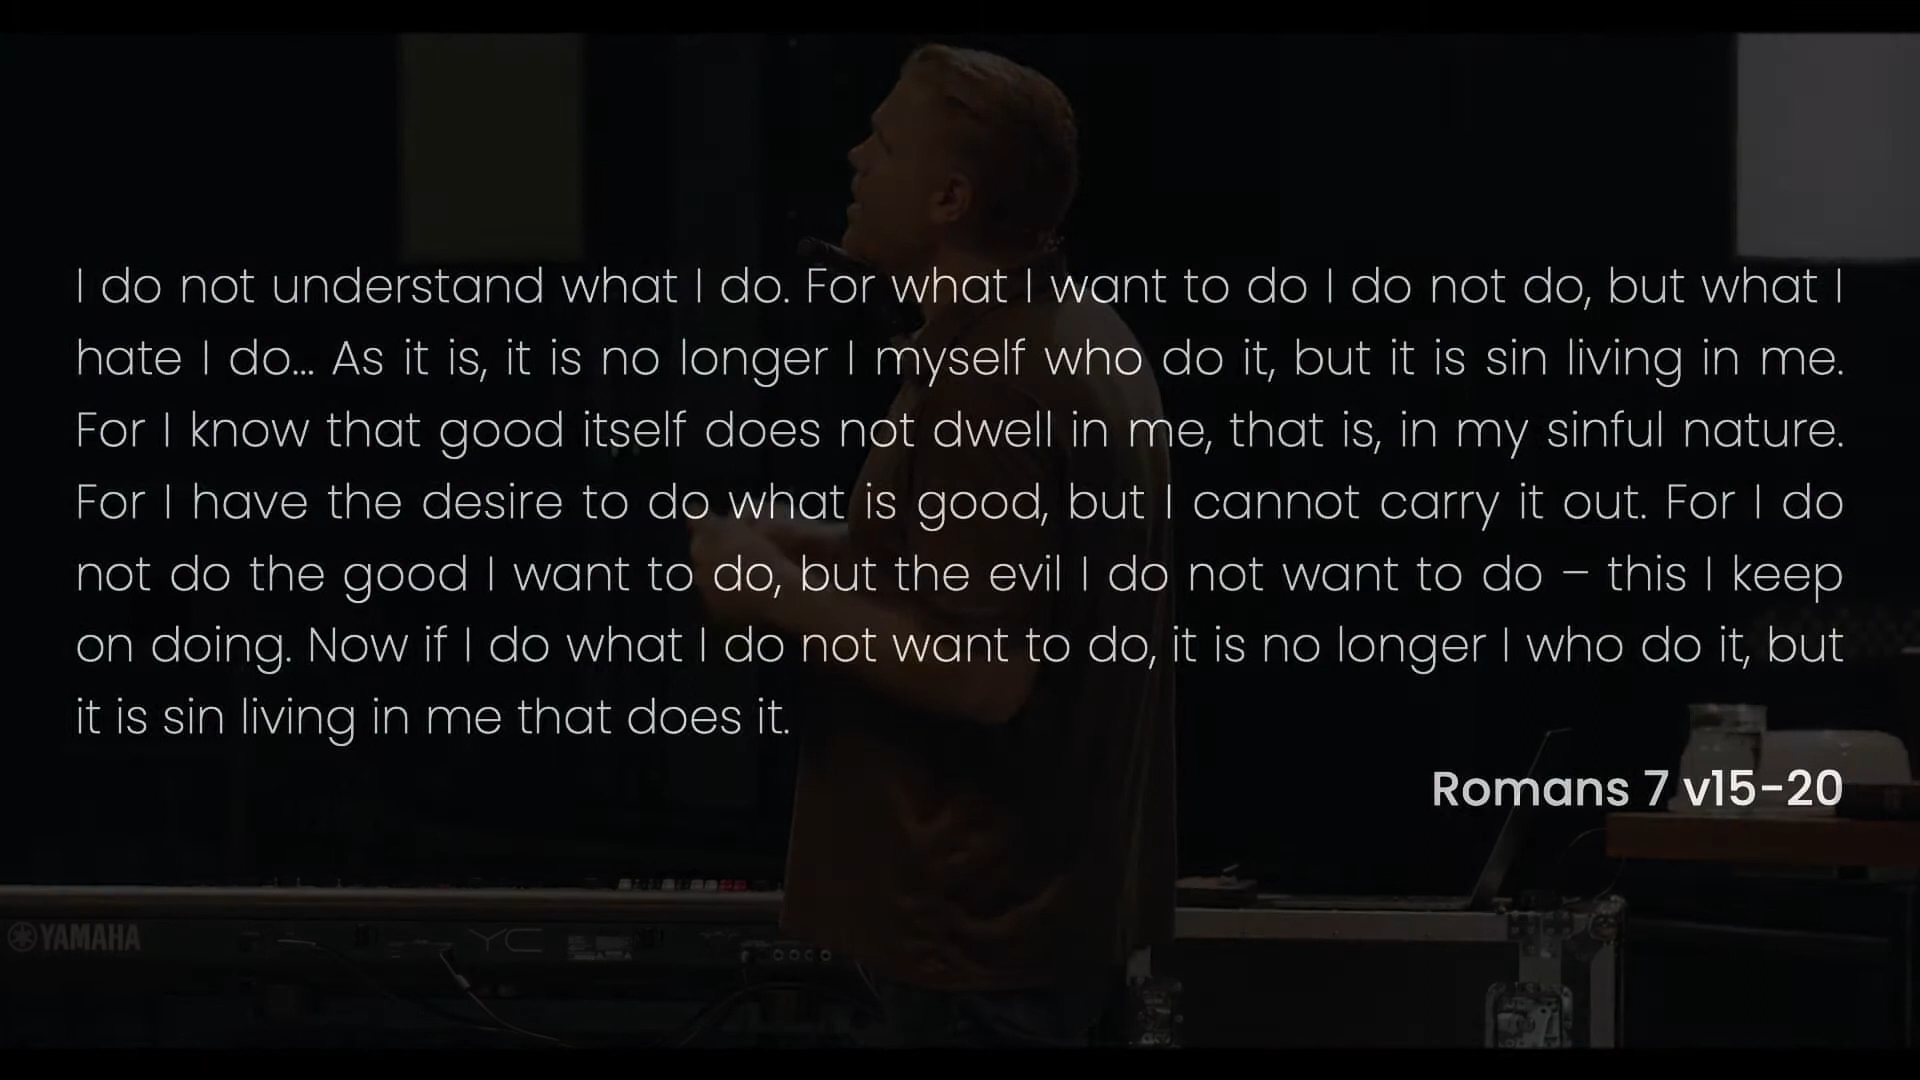 I do not understand what I do. For what I want to do I do not do, but what I
hate I do... As it is, it is no longer I myself who do it, but it is sin living in me.
For I know that good itself does not dwell in me, that is, in my sinful nature.
For I have the desire to do what is good, but I cannot carry it out. For I do
not do the good I want to do, but the evil I do not want to do – this I keep
on doing. Now if I do what I do not want to do, it is no longer I who do it, but
it is sin living in me that does it.
Romans 7 v15-20
YAMAHA
YC